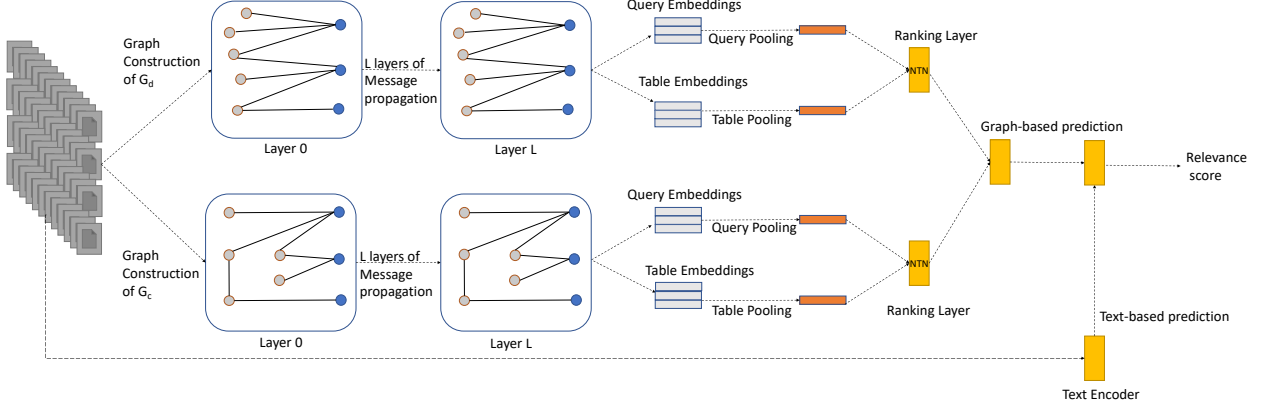 Graph
Construction
of Gd
Layer 0
L layers of
Message
propagation
Layer L
Query Embeddings
Query Pooling
Table Embeddings
Table Pooling
Ranking Layer
NTN
Graph
Construction
of Gc
Layer 0
L layers of
Message
propagation
Layer L
Query Embeddings
Query Pooling
Table Embeddings
Table Pooling
NTN
Ranking Layer
Graph-based prediction
Relevance
score
Text-based prediction
Text Encoder